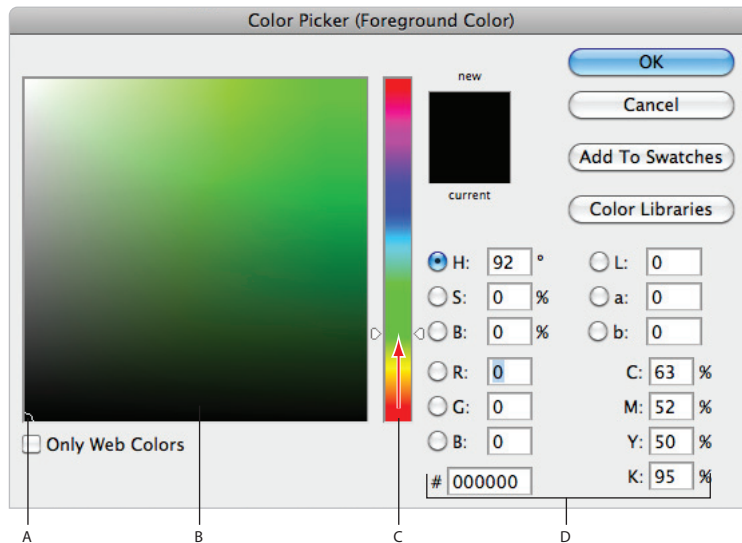 Color Picker (Foreground Color)
new
current
OK
Cancel
Add To Swatches
Color Libraries
H: 92 °
S: 0 %
B: 0 %
R: 0
G: 0
B: 0
# 000000
L: 0
a: 0
b: 0
C: 63 %
M: 52 %
Y: 50 %
K: 95 %
Only Web Colors
A B C D